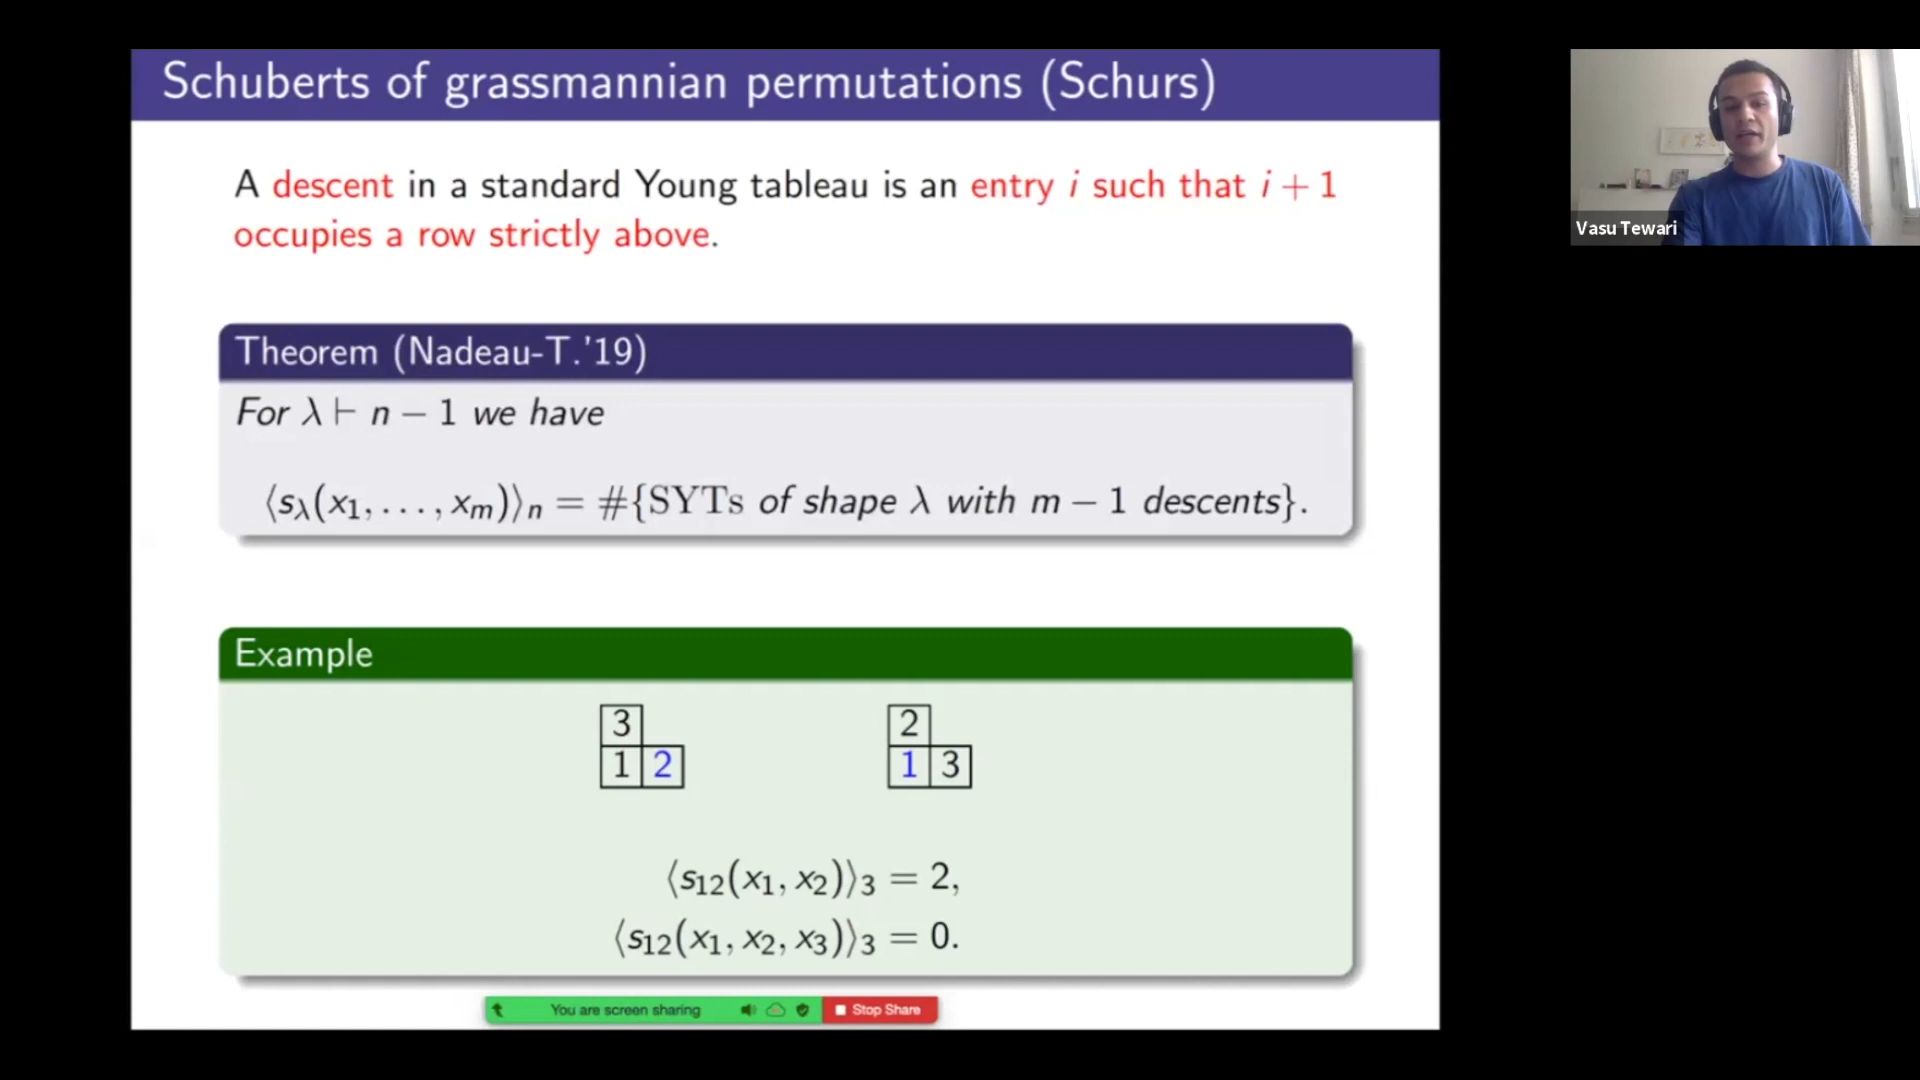 Schuberts of grassmannian permutations (Schurs)
A descent in a standard Young tableau is an entry i such that i + 1
occupies a row strictly above.
Theorem (Nadeau-T.'19)
For λ ⊢ n − 1 we have
⟨s_λ(x_1, . . . , x_m)⟩_n = #{SYTs of shape λ with m − 1 descents}.
Example
3
1 2
2
1 3
⟨s_12(x_1, x_2)⟩_3 = 2,
⟨s_12(x_1, x_2, x_3)⟩_3 = 0.
You are screen sharing
Stop Share
Vasu Tewari